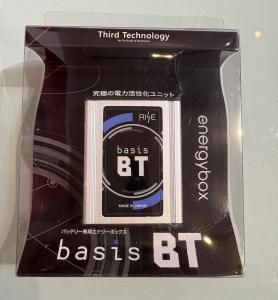 Third Technology
究極の電力活性化ユニット
RISE
basis
BT
MADE IN JAPAN
energybox
バッテリー専用エナジーボックス
basis BT